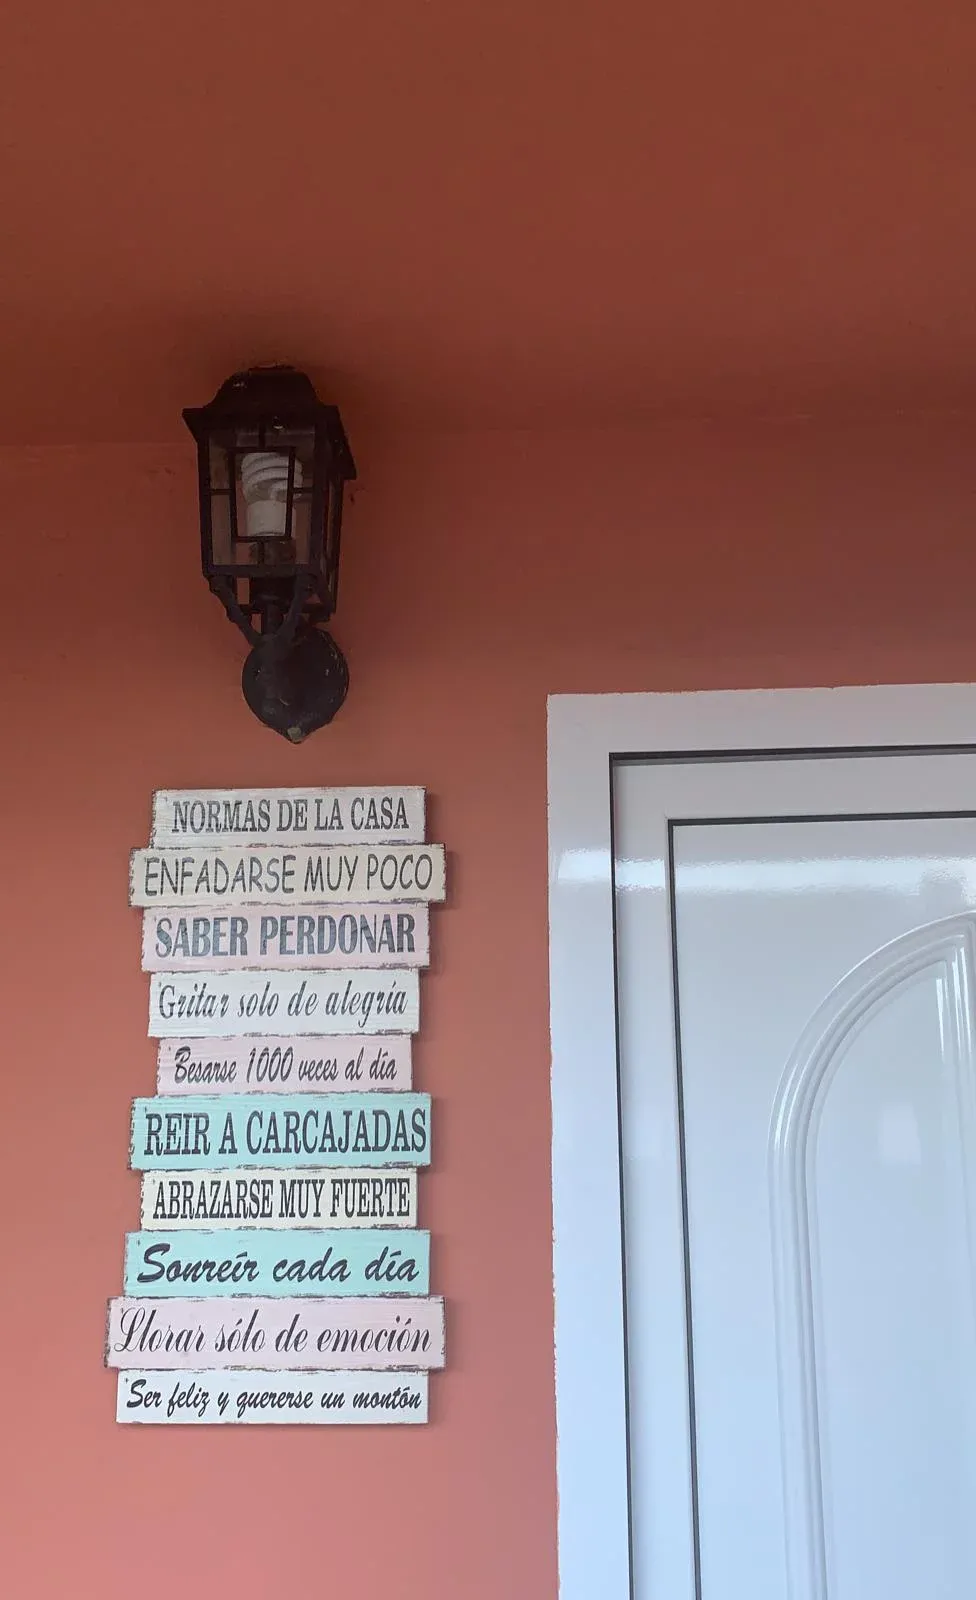 NORMAS DE LA CASA
ENFADARSE MUY POCO
SABER PERDONAR
Gritar solo de alegría
Besarse 1000 veces al día
REIR A CARCAJADAS
ABRAZARSE MUY FUERTE
Sonreír cada día
Llorar sólo de emoción
Ser feliz y quererse un montón